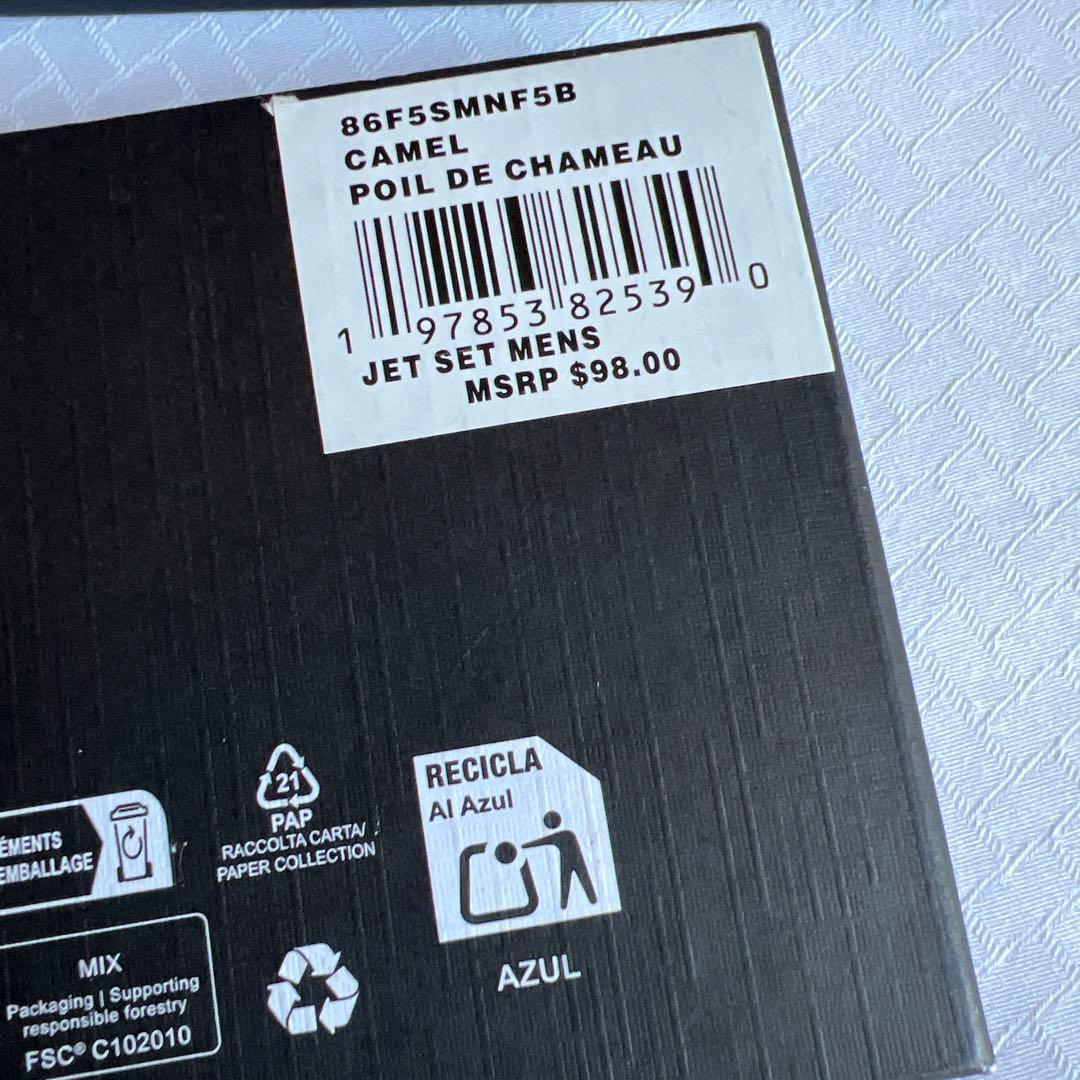 86F5SMNF5B
CAMEL
POIL DE CHAMEAU
1 97853 82539 0
JET SET MENS
MSRP $98.00
ÉMENTS
EMBALLAGE
21
PAP
RACCOLTA CARTA/
PAPER COLLECTION
RECICLA
Al Azul
AZUL
MIX
Packaging | Supporting
responsible forestry
FSC® C102010